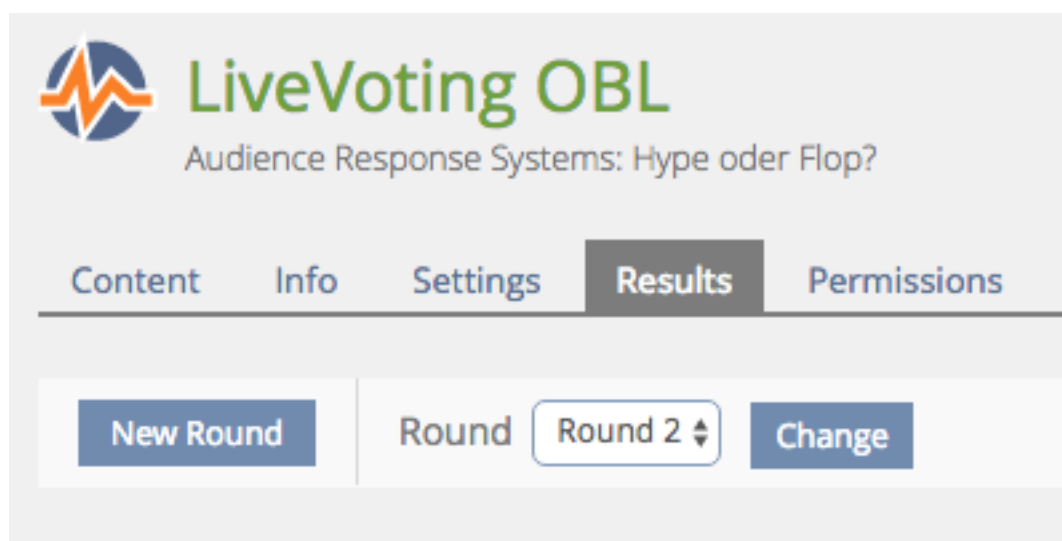 LiveVoting OBL
Audience Response Systems: Hype oder Flop?
Content Info Settings Results Permissions
New Round Round Round 2 Change